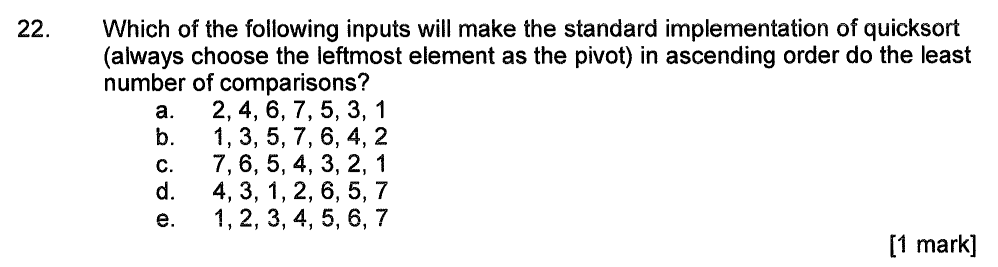 22. Which of the following inputs will make the standard implementation of quicksort
(always choose the leftmost element as the pivot) in ascending order do the least
number of comparisons?
a. 2, 4, 6, 7, 5, 3, 1
b. 1, 3, 5, 7, 6, 4, 2
c. 7, 6, 5, 4, 3, 2, 1
d. 4, 3, 1, 2, 6, 5, 7
e. 1, 2, 3, 4, 5, 6, 7
[1 mark]